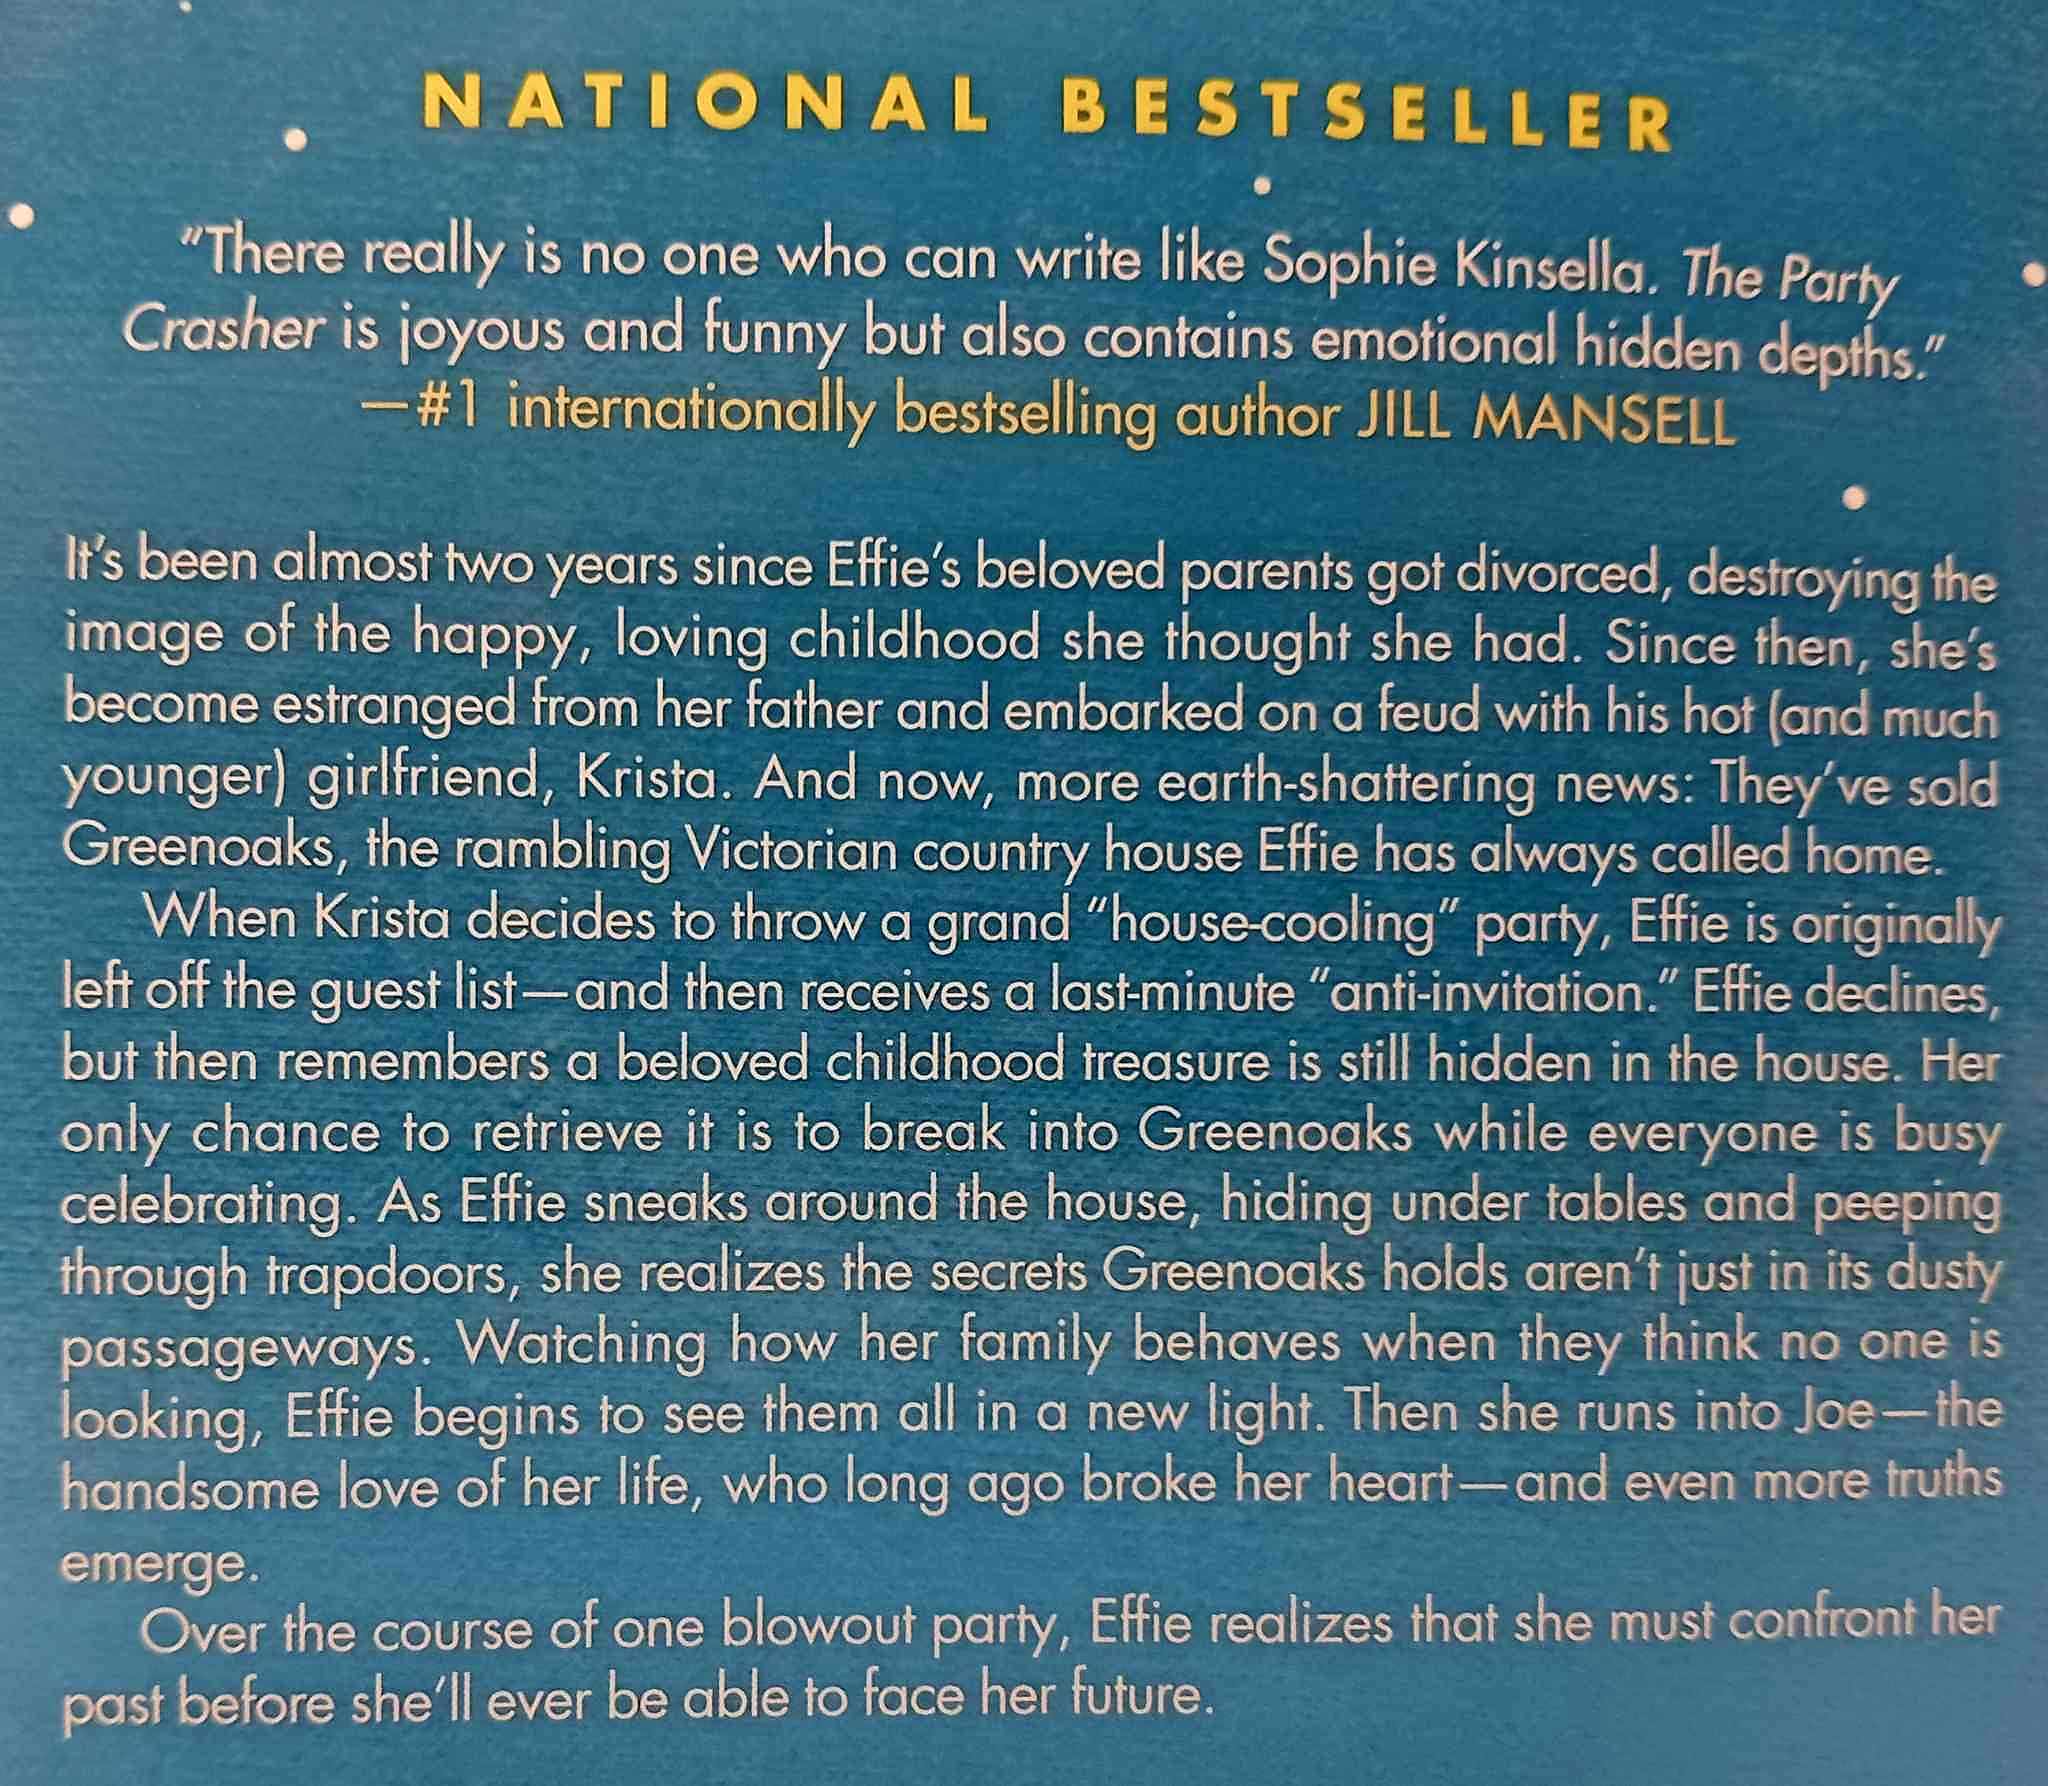 NATIONAL BESTSELLER
“There really is no one who can write like Sophie Kinsella. The Party
Crasher is joyous and funny but also contains emotional hidden depths.”
—#1 internationally bestselling author JILL MANSELL
It’s been almost two years since Effie’s beloved parents got divorced, destroying the
image of the happy, loving childhood she thought she had. Since then, she’s
become estranged from her father and embarked on a feud with his hot (and much
younger) girlfriend, Krista. And now, more earth-shattering news: They’ve sold
Greenoaks, the rambling Victorian country house Effie has always called home.
When Krista decides to throw a grand “house-cooling” party, Effie is originally
left off the guest list—and then receives a last-minute “anti-invitation.” Effie declines,
but then remembers a beloved childhood treasure is still hidden in the house. Her
only chance to retrieve it is to break into Greenoaks while everyone is busy
celebrating. As Effie sneaks around the house, hiding under tables and peeping
through trapdoors, she realizes the secrets Greenoaks holds aren’t just in its dusty
passageways. Watching how her family behaves when they think no one is
looking, Effie begins to see them all in a new light. Then she runs into Joe—the
handsome love of her life, who long ago broke her heart—and even more truths
emerge.
Over the course of one blowout party, Effie realizes that she must confront her
past before she’ll ever be able to face her future.